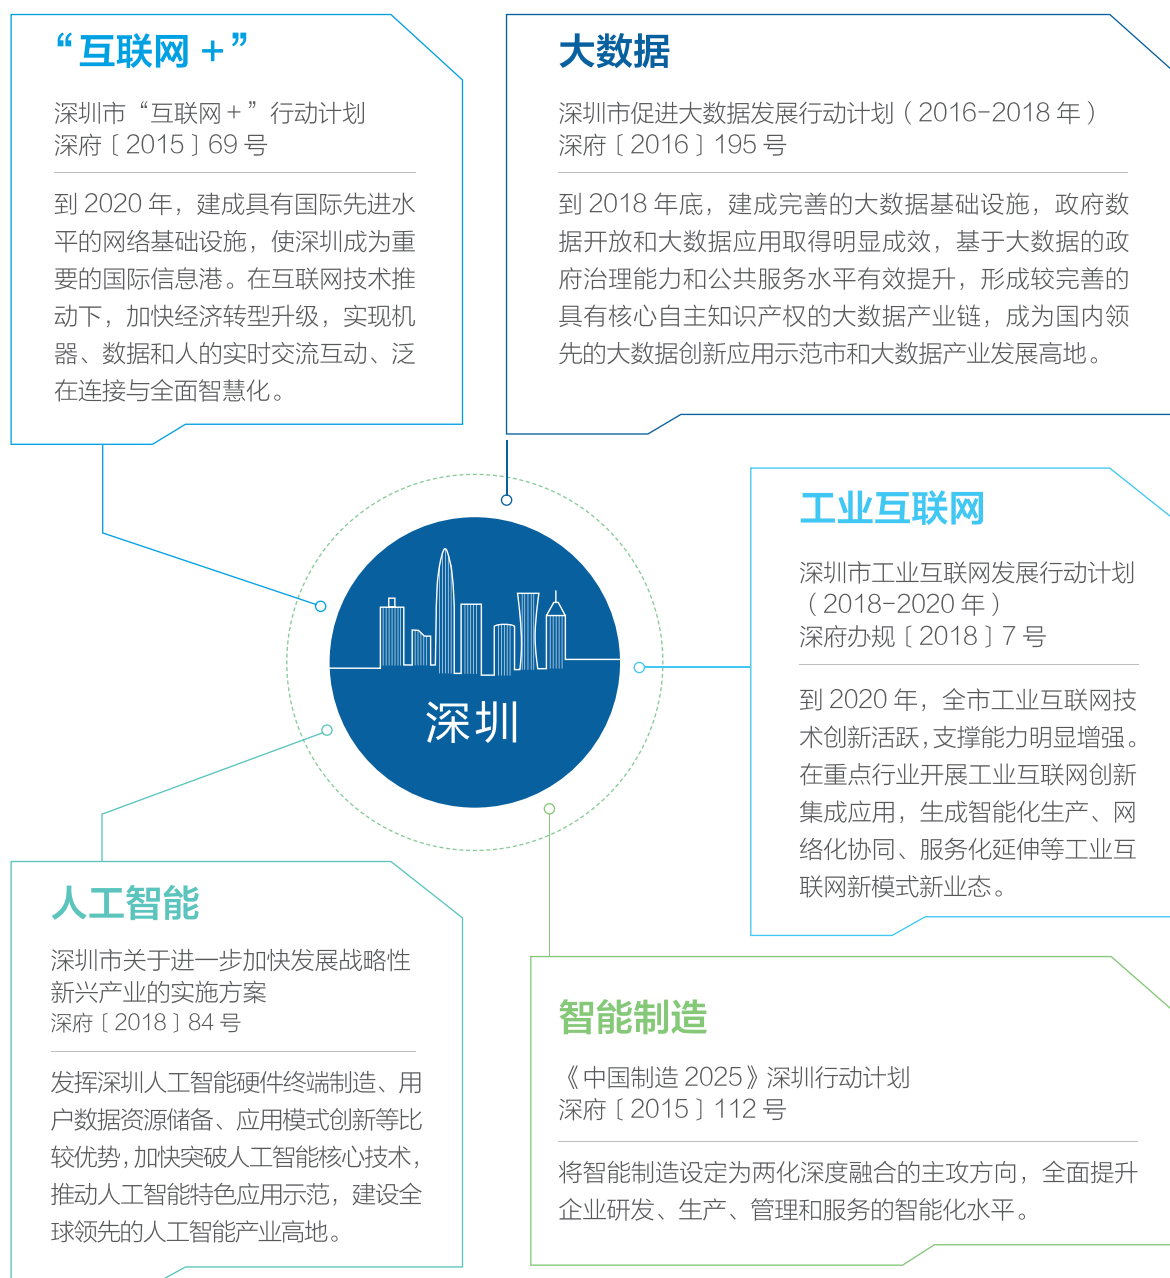 “互联网 +”
深圳市“互联网＋”行动计划
深府〔2015〕69 号
到 2020 年，建成具有国际先进水
平的网络基础设施，使深圳成为重
要的国际信息港。在互联网技术推
动下，加快经济转型升级，实现机
器、数据和人的实时交流互动、泛
在连接与全面智慧化。
大数据
深圳市促进大数据发展行动计划（2016-2018 年）
深府〔2016〕195 号
到 2018 年底，建成完善的大数据基础设施，政府数
据开放和大数据应用取得明显成效，基于大数据的政
府治理能力和公共服务水平有效提升，形成较完善的
具有核心自主知识产权的大数据产业链，成为国内领
先的大数据创新应用示范市和大数据产业发展高地。
工业互联网
深圳市工业互联网发展行动计划
（2018-2020 年）
深府办规〔2018〕7 号
到 2020 年，全市工业互联网技
术创新活跃，支撑能力明显增强。
在重点行业开展工业互联网创新
集成应用，生成智能化生产、网
络化协同、服务化延伸等工业互
联网新模式新业态。
深圳
人工智能
深圳市关于进一步加快发展战略性
新兴产业的实施方案
深府〔2018〕84 号
发挥深圳人工智能硬件终端制造、用
户数据资源储备、应用模式创新等比
较优势，加快突破人工智能核心技术，
推动人工智能特色应用示范，建设全
球领先的人工智能产业高地。
智能制造
《中国制造 2025》深圳行动计划
深府〔2015〕112 号
将智能制造设定为两化深度融合的主攻方向，全面提升
企业研发、生产、管理和服务的智能化水平。